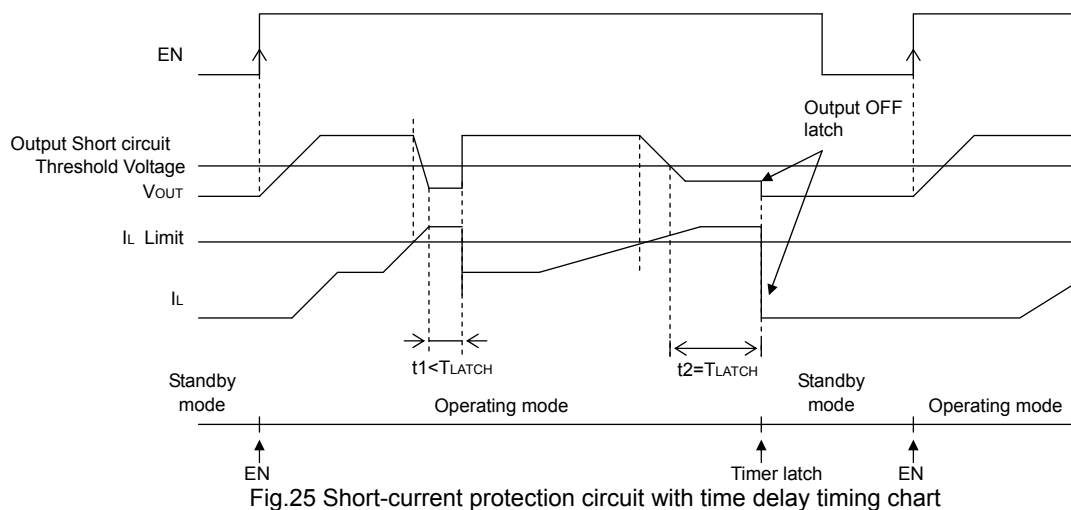 EN
Output OFF
latch
Output Short circuit
Threshold Voltage
VOUT
IL Limit
IL
t1<TLATCH
t2=TLATCH
Standby
mode
Operating mode
Standby
mode
Operating mode
EN
Timer latch
EN
Fig.25 Short-current protection circuit with time delay timing chart